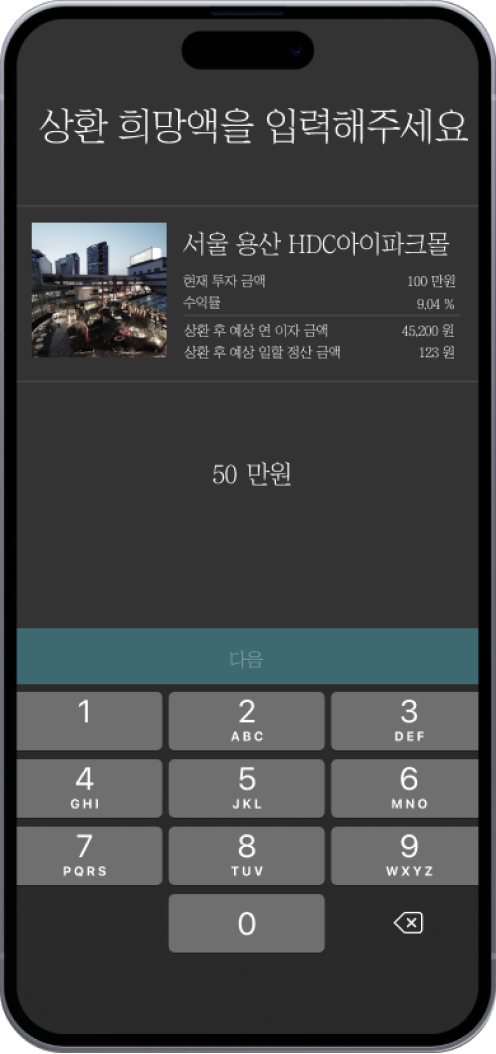 상환 희망액을 입력해주세요
서울 용산 HDC아이파크몰
현재 투자 금액 100 만원
수익률 9.04 %
상환 후 예상 연 이자 금액 45,200 원
상환 후 예상 일할 정산 금액 123 원
50 만원
다음
1 2 3
ABC DEF
4 5 6
GHI JKL MNO
7 8 9
PQRS TUV WXYZ
0